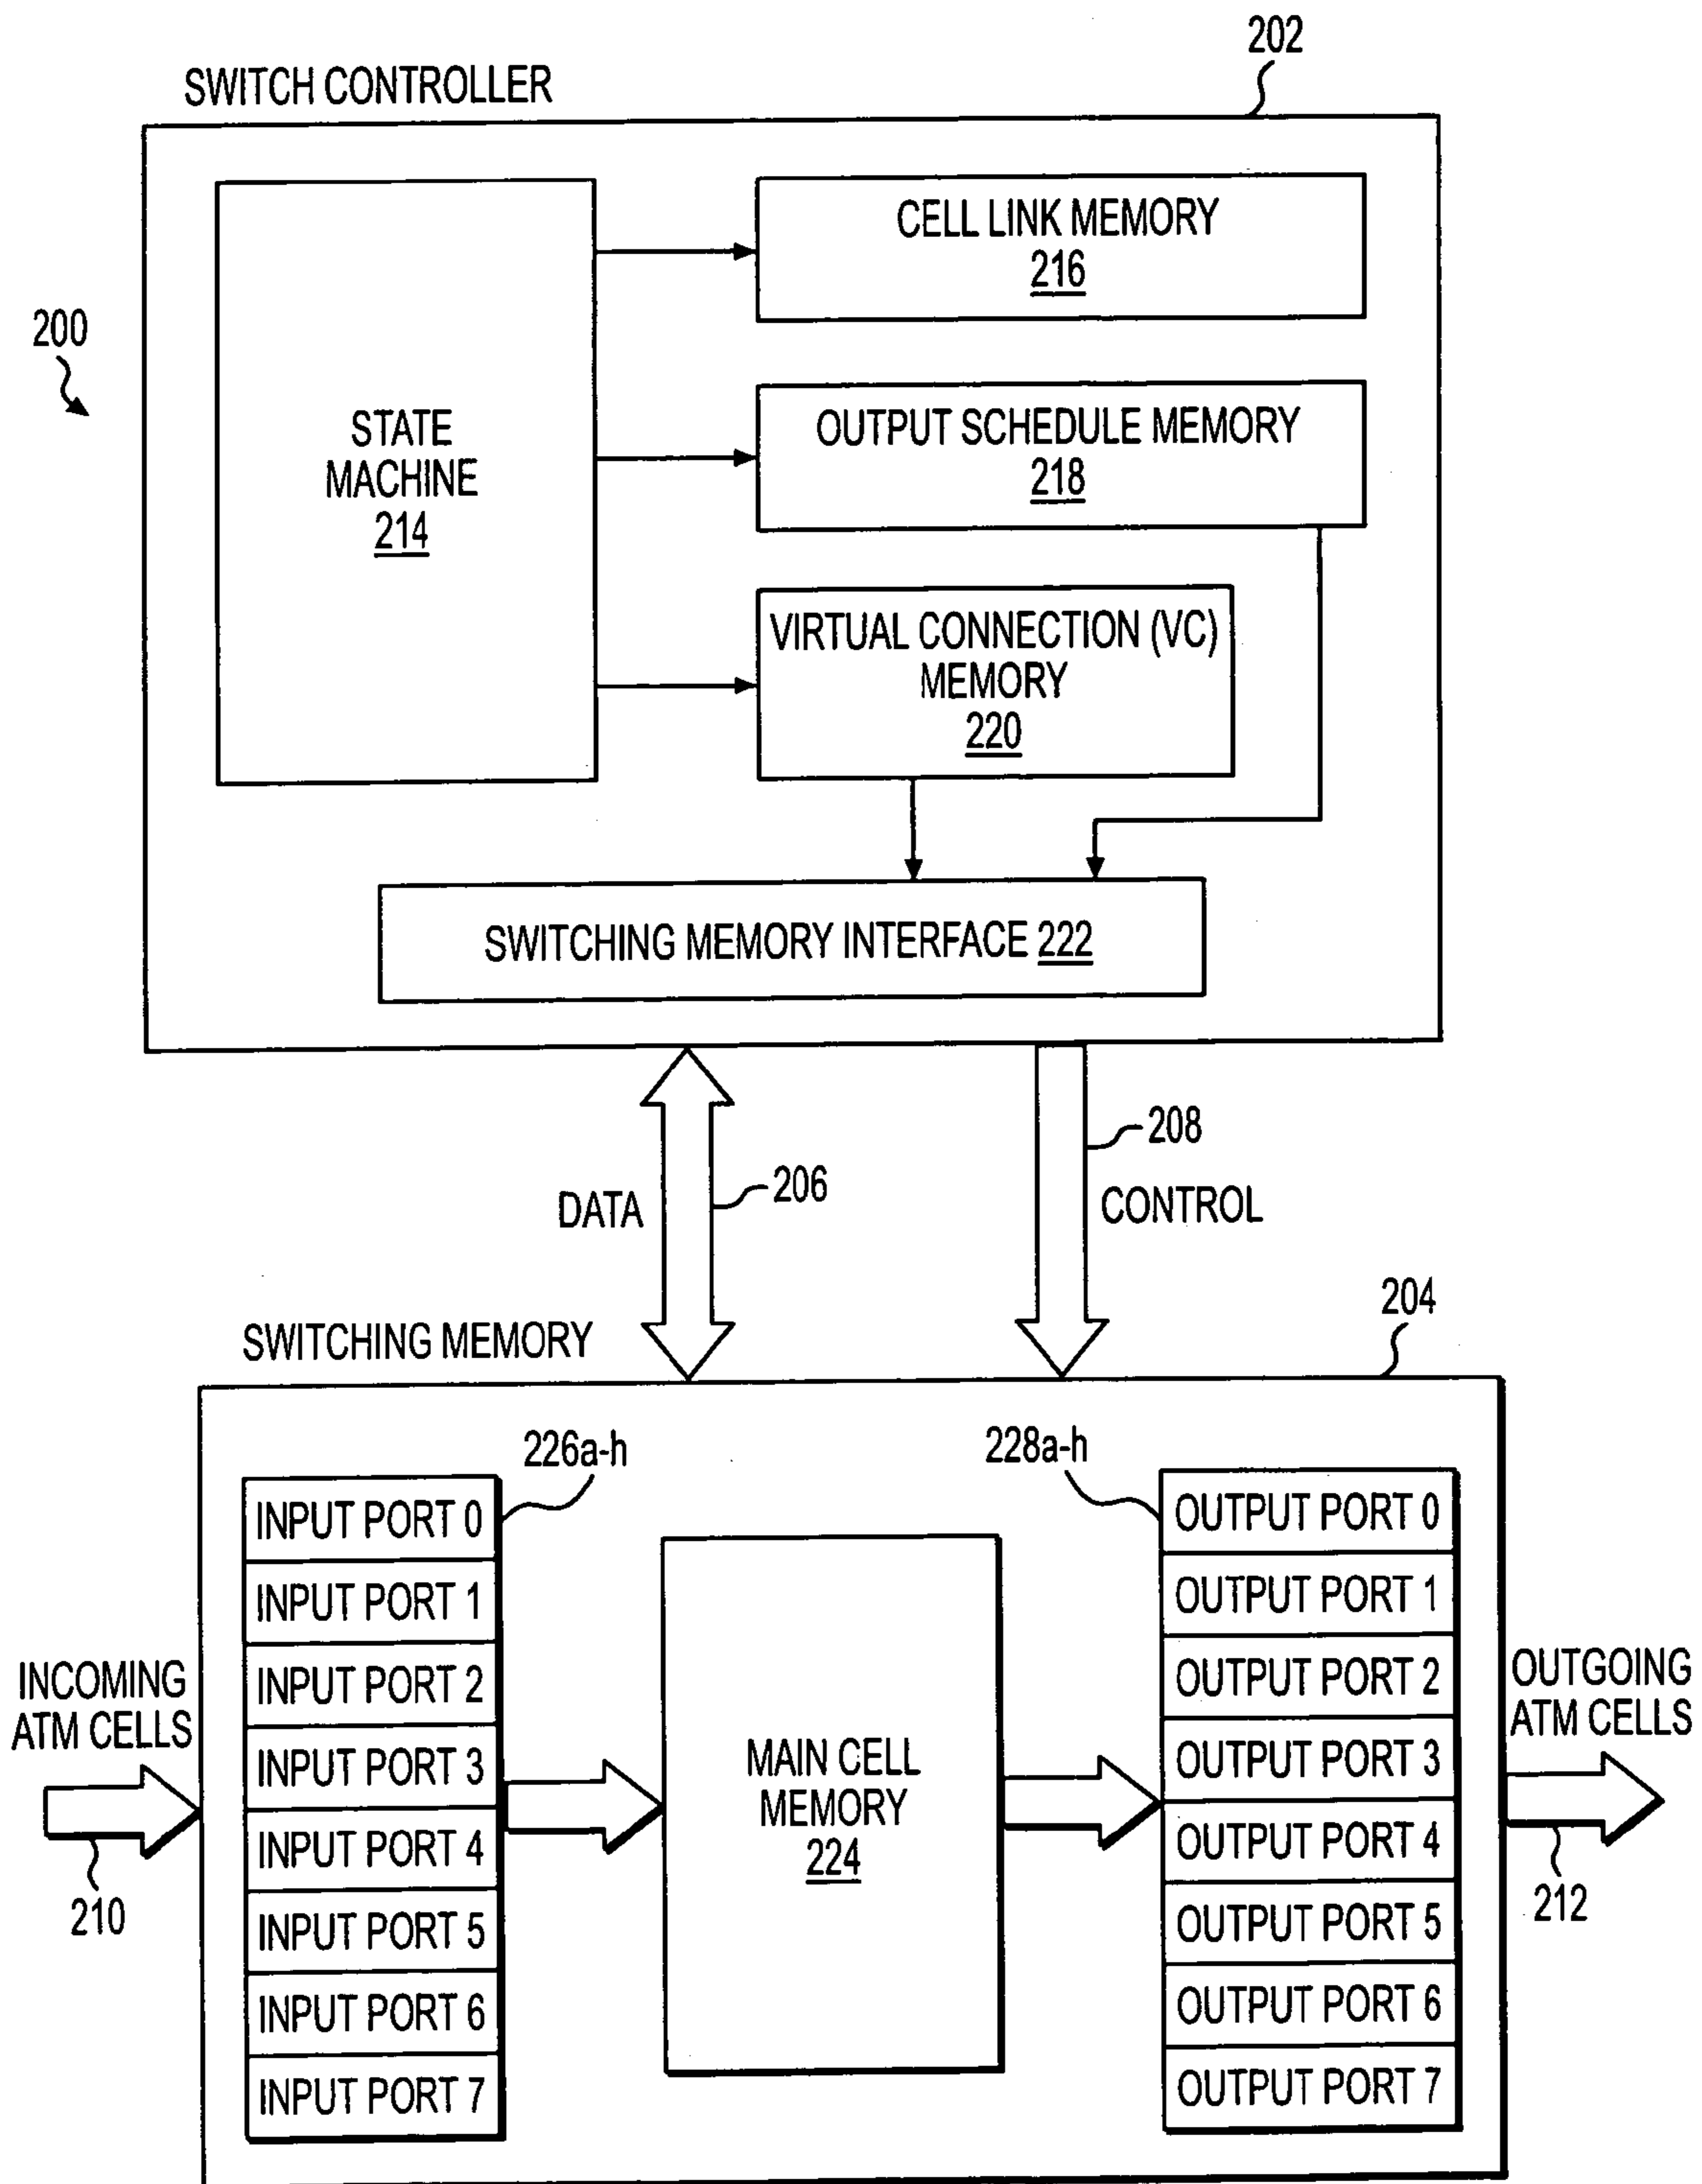 202
SWITCH CONTROLLER
CELL LINK MEMORY
216
200
STATE
MACHINE
214
OUTPUT SCHEDULE MEMORY
218
VIRTUAL CONNECTION (VC)
MEMORY
220
SWITCHING MEMORY INTERFACE 222
DATA
206
208
CONTROL
204
SWITCHING MEMORY
226a-h
228a-h
INPUT PORT 0
INPUT PORT 1
INPUT PORT 2
INPUT PORT 3
INPUT PORT 4
INPUT PORT 5
INPUT PORT 6
INPUT PORT 7
INCOMING
ATM CELLS
210
MAIN CELL
MEMORY
224
OUTPUT PORT 0
OUTPUT PORT 1
OUTPUT PORT 2
OUTPUT PORT 3
OUTPUT PORT 4
OUTPUT PORT 5
OUTPUT PORT 6
OUTPUT PORT 7
OUTGOING
ATM CELLS
212